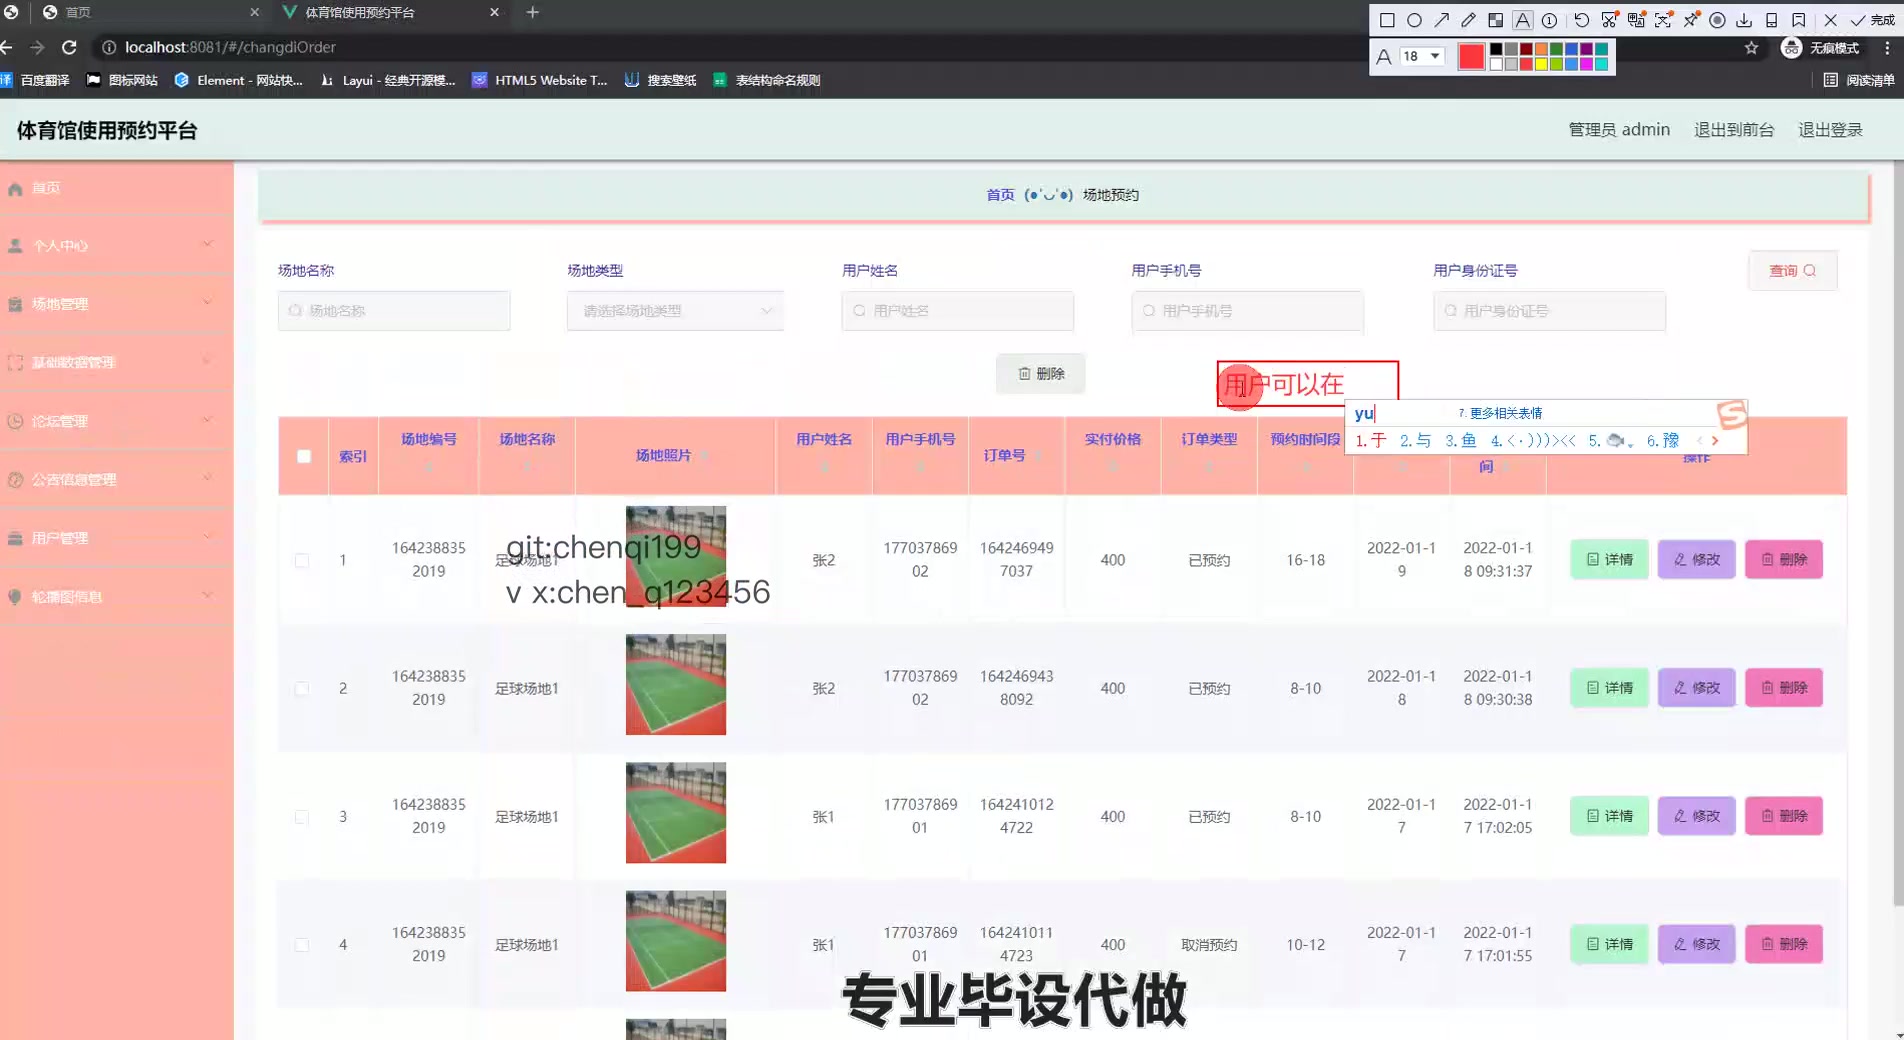 首页
体育馆使用预约平台
完成
localhost:8081/#/changdiOrder
A 18
无痕模式
译 百度翻译 图标网站 Element - 网站快... Layui - 经典开源模... HTML5 Website T... 搜索壁纸 表结构命名规则 阅读清单
体育馆使用预约平台
管理员 admin 退出到前台 退出登录
首页
个人中心
场地管理
基础数据管理
论坛管理
公告信息管理
用户管理
轮播图信息
首页 (●'◡'●) 场地预约
场地名称 场地类型 用户姓名 用户手机号 用户身份证号 查询
场地名称 请选择场地类型 用户姓名 用户手机号 用户身份证号
删除
用户可以在
yu 7.更多相关表情
1.于 2.与 3.鱼 4.<·)))>< 5.🐟。 6.豫
索引 场地编号 场地名称 场地照片 用户姓名 用户手机号 订单号 实付价格 订单类型 预约时间段 间 操作
1 1642388352019 足球场地1 张2 17703786902 1642469497037 400 已预约 16-18 2022-01-19 2022-01-18 09:31:37 详情 修改 删除
git:chenqi199
v x:chen_q123456
2 1642388352019 足球场地1 张2 17703786902 1642469438092 400 已预约 8-10 2022-01-18 2022-01-18 09:30:38 详情 修改 删除
3 1642388352019 足球场地1 张1 17703786901 1642410124722 400 已预约 8-10 2022-01-17 2022-01-17 17:02:05 详情 修改 删除
4 1642388352019 足球场地1 张1 17703786901 1642410114723 400 取消预约 10-12 2022-01-17 2022-01-17 17:01:55 详情 修改 删除
专业毕设代做